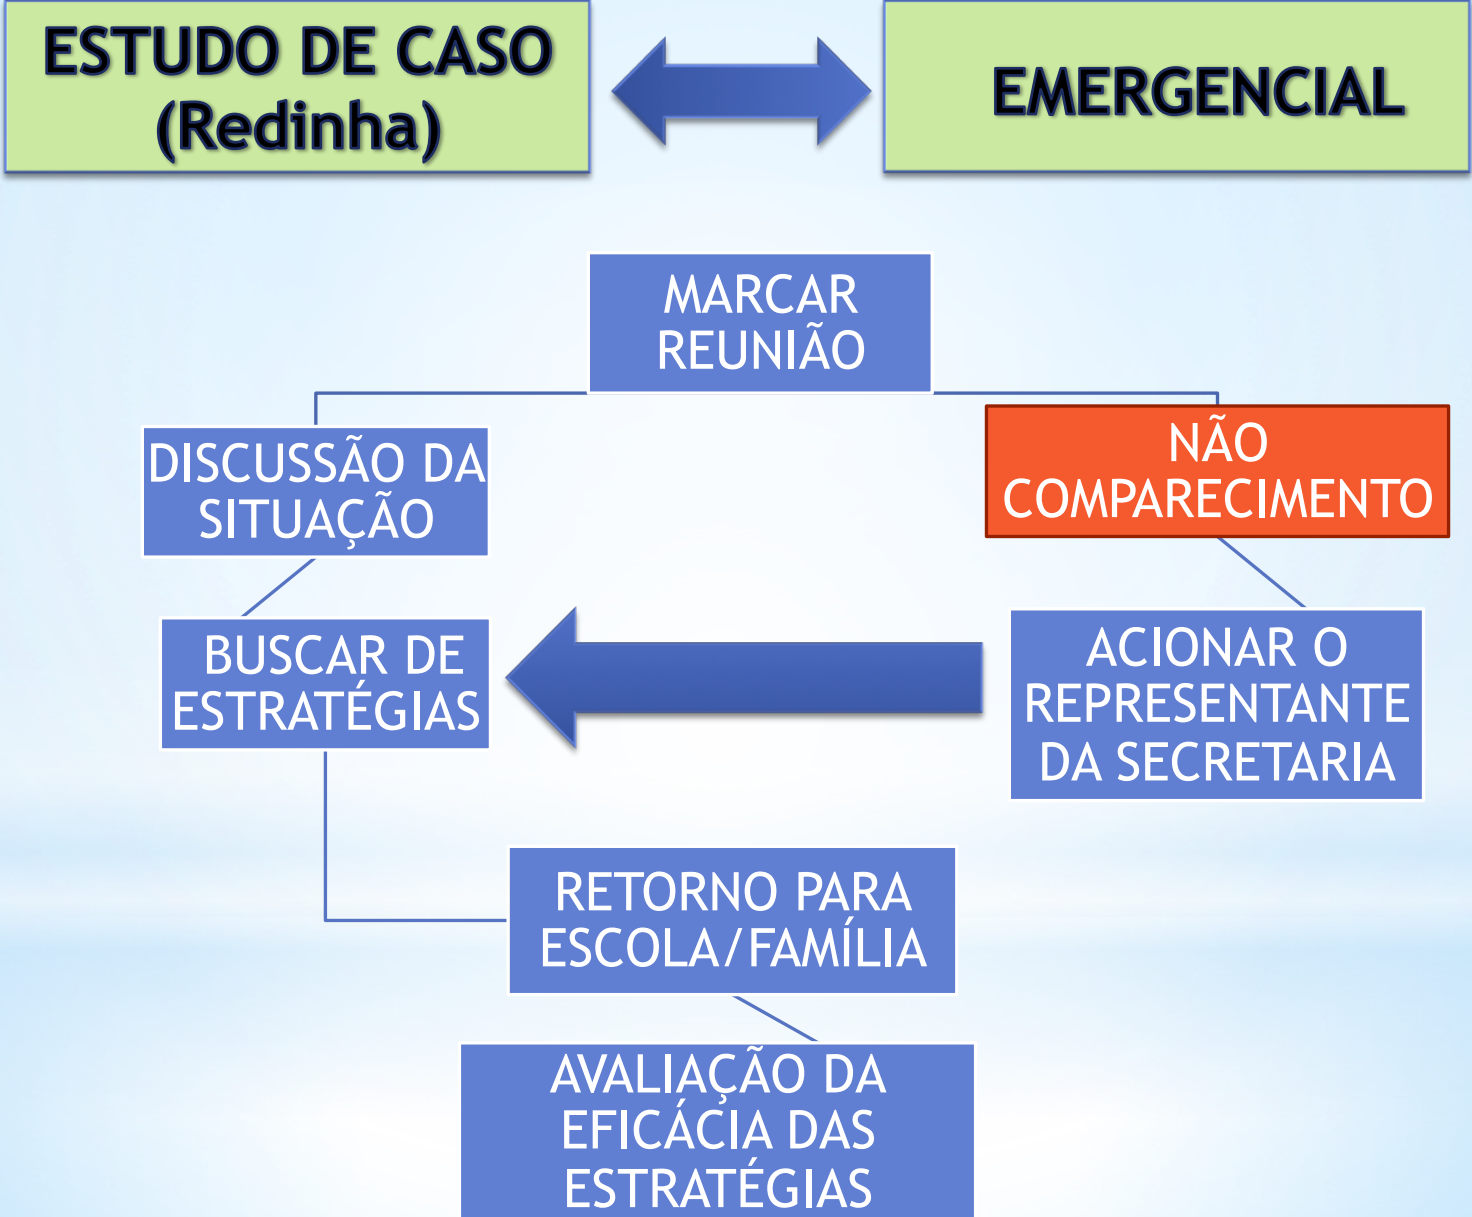 ESTUDO DE CASO
(Redinha)
EMERGENCIAL
MARCAR
REUNIÃO
DISCUSSÃO DA
SITUAÇÃO
NÃO
COMPARECIMENTO
BUSCAR DE
ESTRATÉGIAS
ACIONAR O
REPRESENTANTE
DA SECRETARIA
RETORNO PARA
ESCOLA/FAMÍLIA
AVALIAÇÃO DA
EFICÁCIA DAS
ESTRATÉGIAS